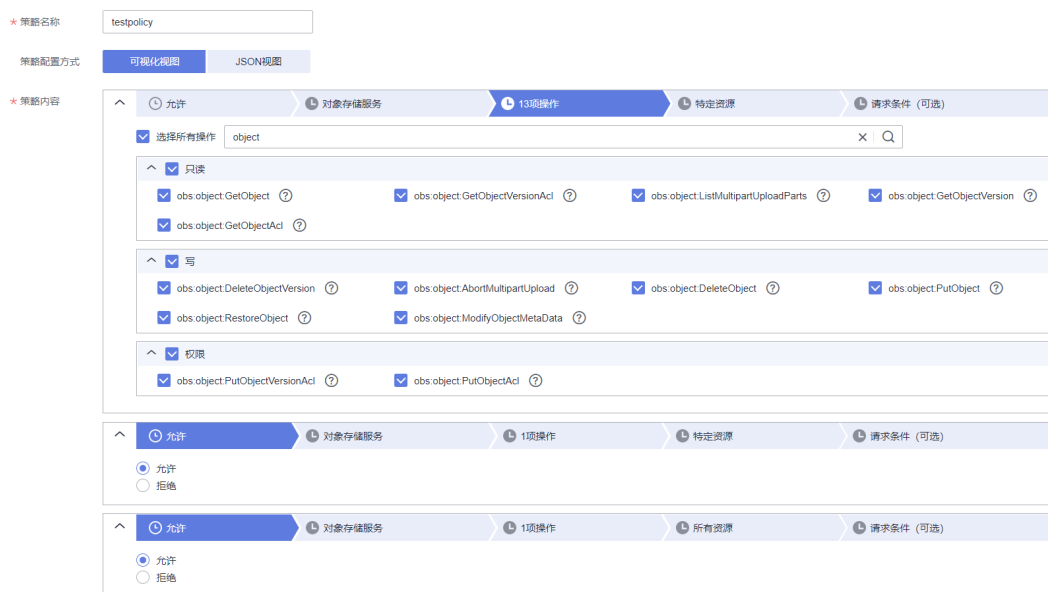 * 策略名称 testpolicy
策略配置方式 可视化视图 JSON视图
* 策略内容 允许 对象存储服务 13项操作 特定资源 请求条件（可选）
选择所有操作 object
只读
obs:object:GetObject obs:object:GetObjectVersionAcl obs:object:ListMultipartUploadParts obs:object:GetObjectVersion
obs:object:GetObjectAcl
写
obs:object:DeleteObjectVersion obs:object:AbortMultipartUpload obs:object:DeleteObject obs:object:PutObject
obs:object:RestoreObject obs:object:ModifyObjectMetaData
权限
obs:object:PutObjectVersionAcl obs:object:PutObjectAcl
允许 对象存储服务 1项操作 特定资源 请求条件（可选）
允许
拒绝
允许 对象存储服务 1项操作 所有资源 请求条件（可选）
允许
拒绝